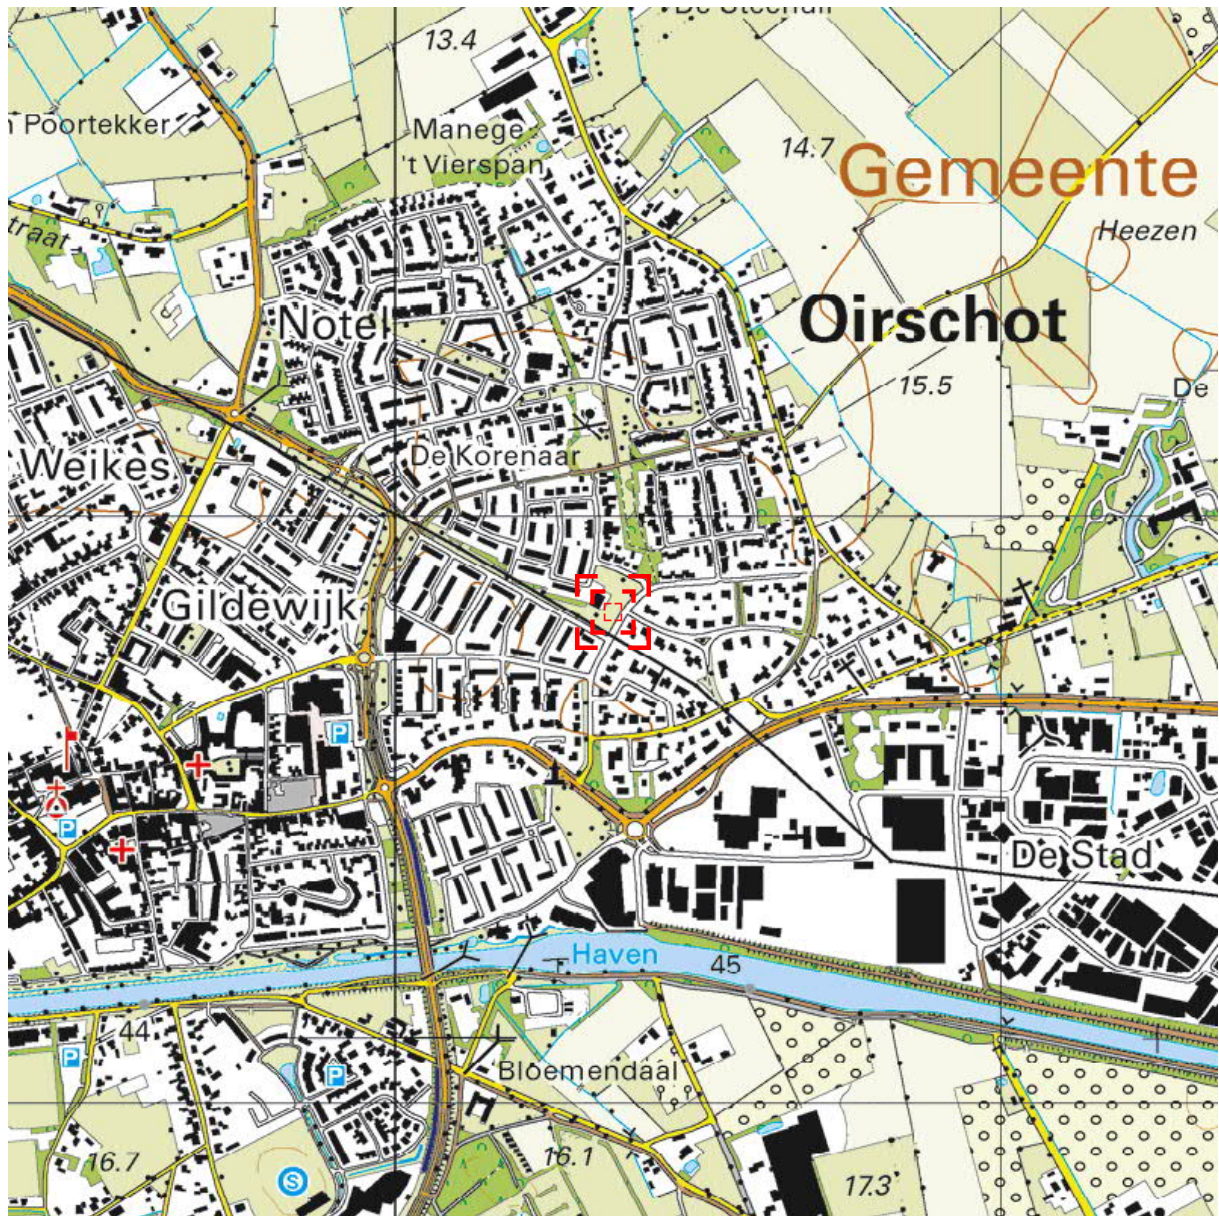 13.4
n Poortekker
Manege
't Vierspan
14.7
Gemeente
traat
Heezen
Notel
Oirschot
15.5
De
Weikes
De Korenaar
Gildewijk
P
P
De Stad
Haven
45
44
P
P
Bloemendaal
16.7
16.1
17.3
S